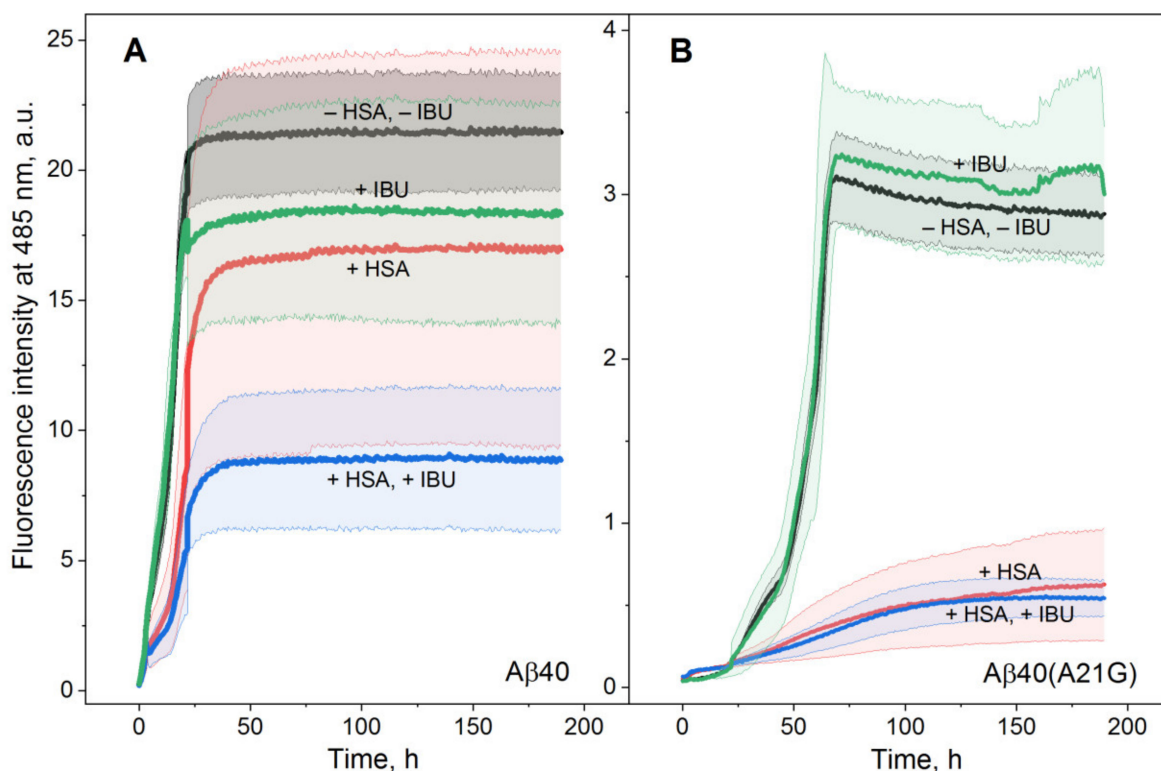 A
B
Fluorescence intensity at 485 nm, a.u.
25
20
15
10
5
0
– HSA, – IBU
+ IBU
+ HSA
+ HSA, + IBU
Aβ40
0
50
100
150
200
Time, h
4
3
2
1
0
+ IBU
– HSA, – IBU
+ HSA
+ HSA, + IBU
Aβ40(A21G)
0
50
100
150
200
Time, h